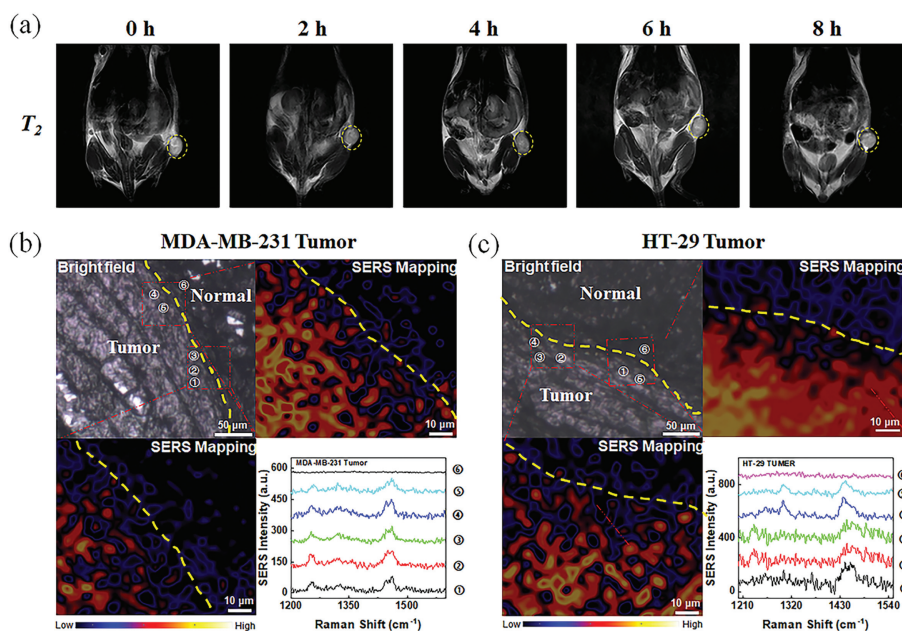 (a)
0 h 2 h 4 h 6 h 8 h
T2
(b) MDA-MB-231 Tumor
Bright field
④ ⑥ Normal
⑥
Tumor ③
②
①
50 μm
SERS Mapping
10 μm
SERS Mapping
10 μm
Low High
MDA-MB-231 Tumor
SERS Intensity (a.u.)
450
300
150
0
1200 1350 1500
Raman Shift (cm⁻¹)
⑥
⑤
④
③
②
①
(c) HT-29 Tumor
Bright field
Normal
④ ③ ② ⑥
① ⑥
Tumor
50 μm
SERS Mapping
10 μm
SERS Mapping
10 μm
Low High
HT-29 TUMER
SERS Intensity (a.u.)
800
400
0
1210 1320 1430 1540
Raman Shift (cm⁻¹)